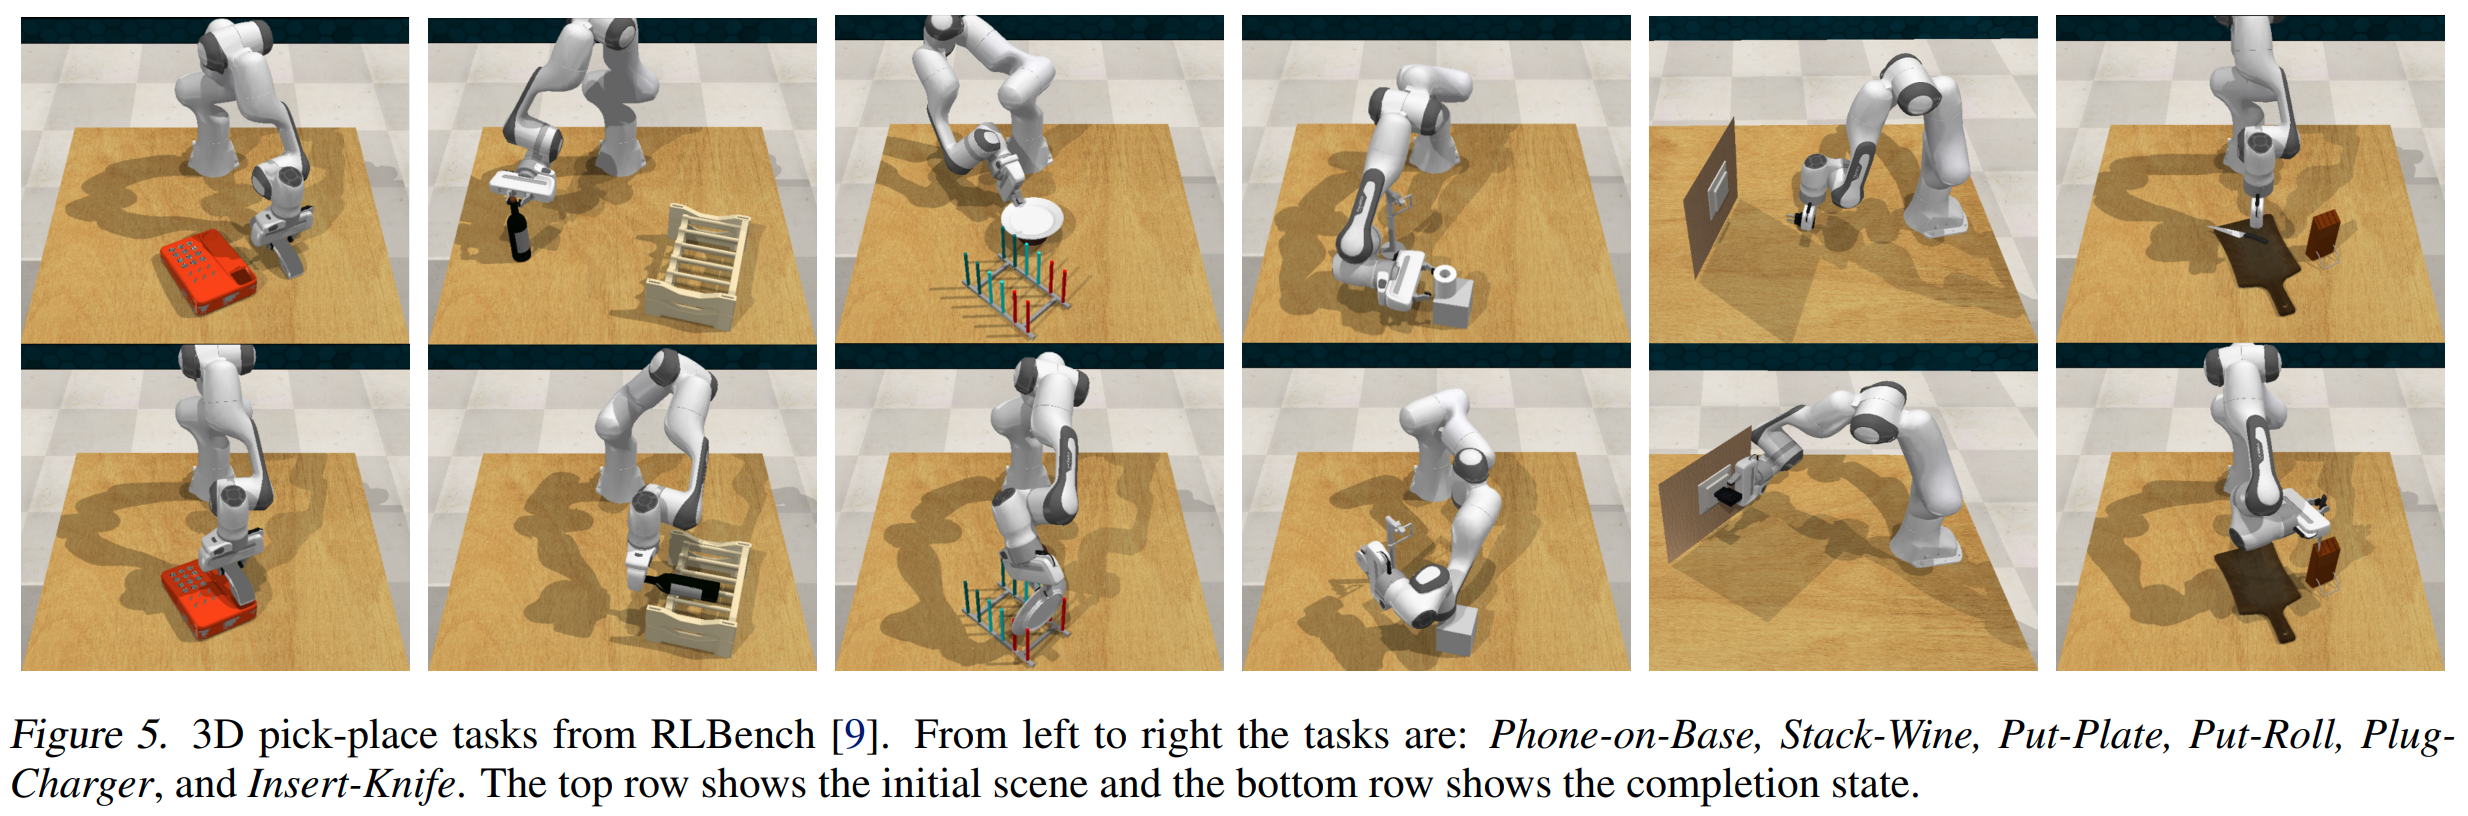 Figure 5. 3D pick-place tasks from RLBench [9]. From left to right the tasks are: Phone-on-Base, Stack-Wine, Put-Plate, Put-Roll, Plug-
Charger, and Insert-Knife. The top row shows the initial scene and the bottom row shows the completion state.